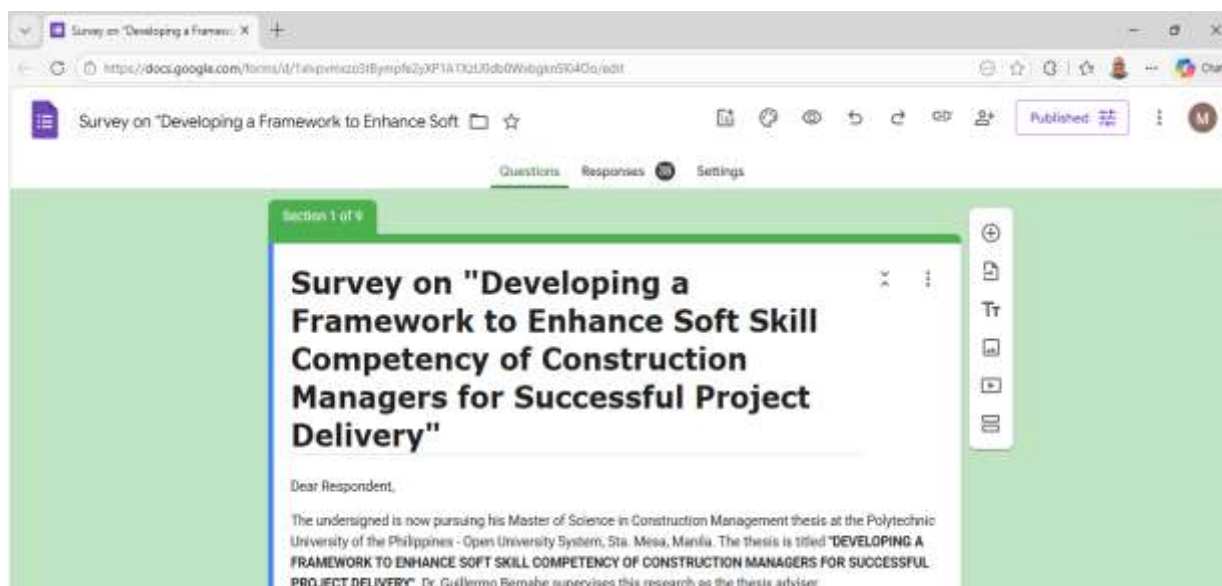 Survey on "Developing a Framew
https://docs.google.com/forms/d/
Survey on "Developing a Framework to Enhance Soft
Published
M
Questions Responses Settings
Section 1 of 9
Survey on "Developing a
Framework to Enhance Soft Skill
Competency of Construction
Managers for Successful Project
Delivery"
Tт
Dear Respondent,
The undersigned is now pursuing his Master of Science in Construction Management thesis at the Polytechnic
University of the Philippines - Open University System, Sta. Mesa, Manila. The thesis is titled "DEVELOPING A
FRAMEWORK TO ENHANCE SOFT SKILL COMPETENCY OF CONSTRUCTION MANAGERS FOR SUCCESSFUL
PROJECT DELIVERY". Dr. Guillermo Bernabe supervises this research as the thesis adviser.